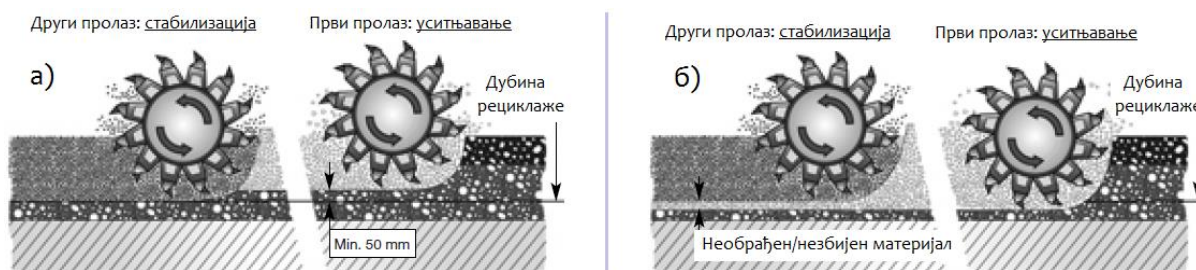 Други пролаз: стабилизација
Први пролаз: уситњавање
а)
Дубина
рециклаже
Min. 50 mm
Други пролаз: стабилизација
Први пролаз: уситњавање
б)
Дубина
рециклаже
Необрађен/незбијен материјал